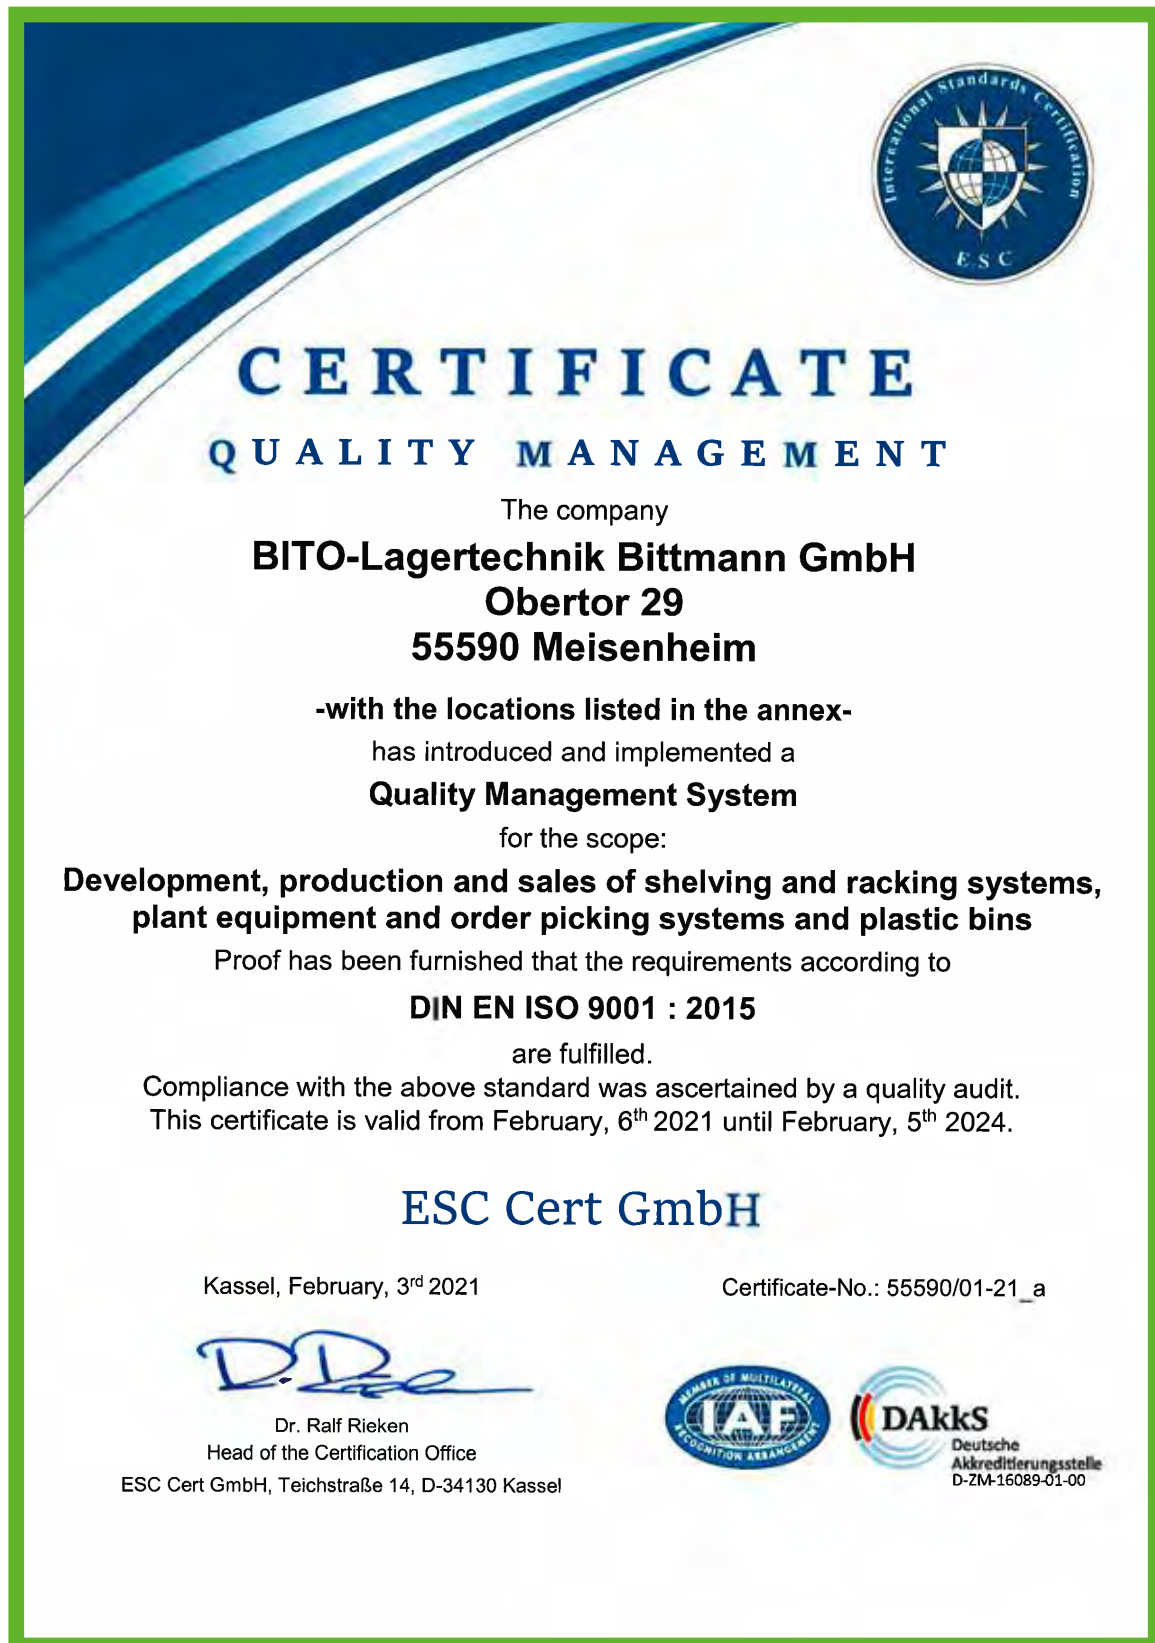 International Standards Certification
ESC
CERTIFICATE
QUALITY MANAGEMENT
The company
BITO-Lagertechnik Bittmann GmbH
Obertor 29
55590 Meisenheim
-with the locations listed in the annex-
has introduced and implemented a
Quality Management System
for the scope:
Development, production and sales of shelving and racking systems,
plant equipment and order picking systems and plastic bins
Proof has been furnished that the requirements according to
DIN EN ISO 9001 : 2015
are fulfilled.
Compliance with the above standard was ascertained by a quality audit.
This certificate is valid from February, 6th 2021 until February, 5th 2024.
ESC Cert GmbH
Kassel, February, 3rd 2021
Certificate-No.: 55590/01-21_a
Dr. Ralf Rieken
Head of the Certification Office
ESC Cert GmbH, Teichstraße 14, D-34130 Kassel
MEMBER OF MULTILATERAL
IAF
RECOGNITION ARRANGEMENT
DAkkS
Deutsche
Akkreditierungsstelle
D-ZM-16089-01-00